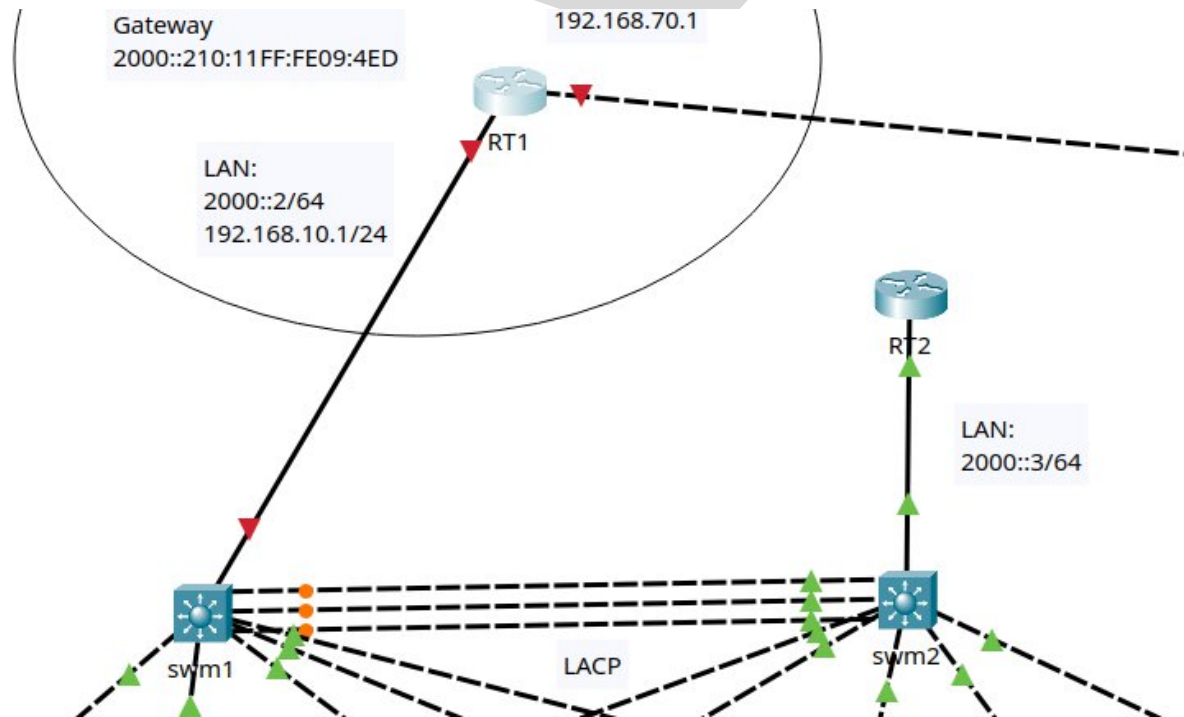 Gateway
2000::210:11FF:FE09:4ED
192.168.70.1
RT1
LAN:
2000::2/64
192.168.10.1/24
RT2
LAN:
2000::3/64
swm1
LACP
swm2